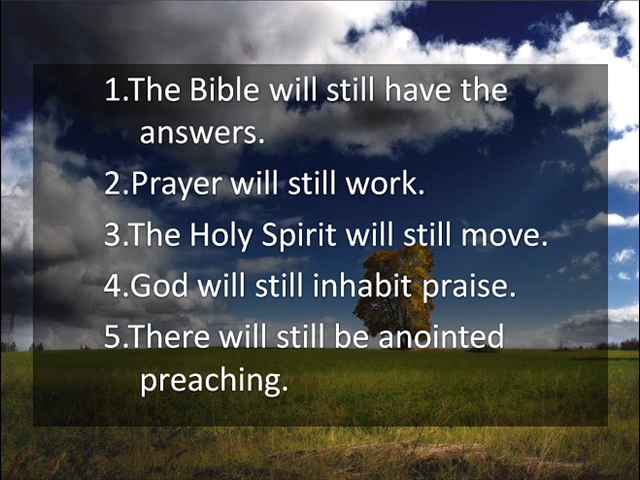 1.The Bible will still have the
answers.
2.Prayer will still work.
3.The Holy Spirit will still move.
4.God will still inhabit praise.
5.There will still be anointed
preaching.